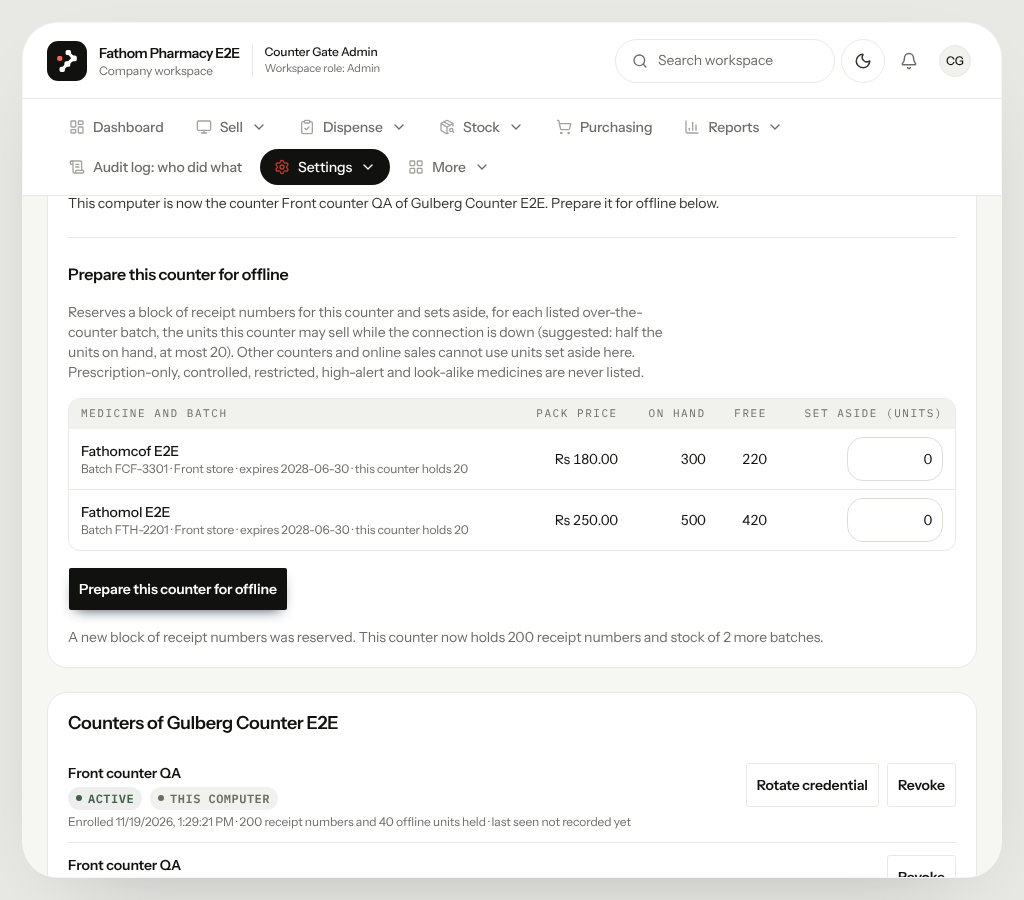 Fathom Pharmacy E2E
Company workspace
Counter Gate Admin
Workspace role: Admin
Search workspace
CG
Dashboard
Sell
Dispense
Stock
Purchasing
Reports
Audit log: who did what
Settings
More
This computer is now the counter Front counter QA of Gulberg Counter E2E. Prepare it for offline below.
Prepare this counter for offline
Reserves a block of receipt numbers for this counter and sets aside, for each listed over-the-
counter batch, the units this counter may sell while the connection is down (suggested: half the
units on hand, at most 20). Other counters and online sales cannot use units set aside here.
Prescription-only, controlled, restricted, high-alert and look-alike medicines are never listed.
MEDICINE AND BATCH PACK PRICE ON HAND FREE SET ASIDE (UNITS)
Fathomcof E2E
Batch FCF-3301 · Front store · expires 2028-06-30 · this counter holds 20
Rs 180.00 300 220 0
Fathomol E2E
Batch FTH-2201 · Front store · expires 2028-06-30 · this counter holds 20
Rs 250.00 500 420 0
Prepare this counter for offline
A new block of receipt numbers was reserved. This counter now holds 200 receipt numbers and stock of 2 more batches.
Counters of Gulberg Counter E2E
Front counter QA
ACTIVE THIS COMPUTER
Enrolled 11/19/2026, 1:29:21 PM · 200 receipt numbers and 40 offline units held · last seen not recorded yet
Rotate credential
Revoke
Front counter QA
Revoke